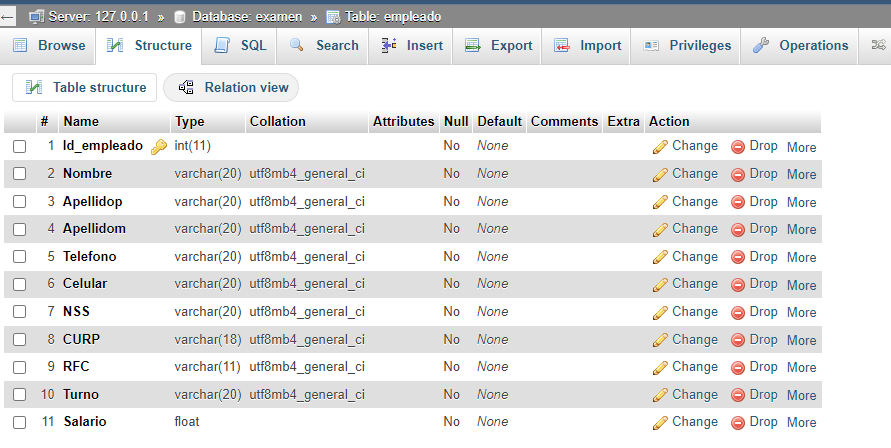 Server: 127.0.0.1 » Database: examen » Table: empleado
Browse Structure SQL Search Insert Export Import Privileges Operations
Table structure Relation view
# Name Type Collation Attributes Null Default Comments Extra Action
1 Id_empleado int(11) No None Change Drop More
2 Nombre varchar(20) utf8mb4_general_ci No None Change Drop More
3 Apellidop varchar(20) utf8mb4_general_ci No None Change Drop More
4 Apellidom varchar(20) utf8mb4_general_ci No None Change Drop More
5 Telefono varchar(20) utf8mb4_general_ci No None Change Drop More
6 Celular varchar(20) utf8mb4_general_ci No None Change Drop More
7 NSS varchar(20) utf8mb4_general_ci No None Change Drop More
8 CURP varchar(18) utf8mb4_general_ci No None Change Drop More
9 RFC varchar(11) utf8mb4_general_ci No None Change Drop More
10 Turno varchar(20) utf8mb4_general_ci No None Change Drop More
11 Salario float No None Change Drop More